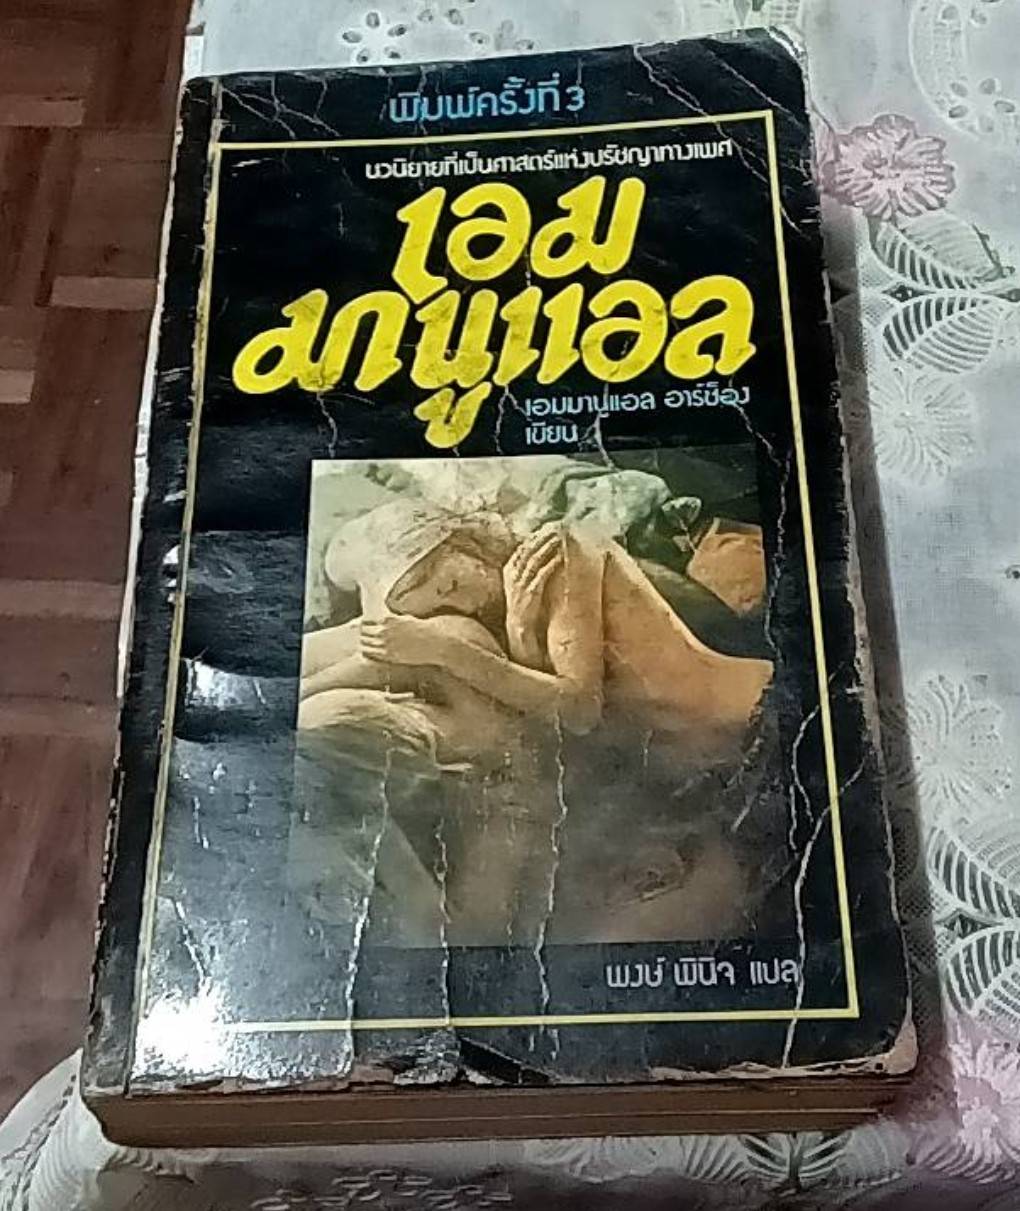 พิมพ์ครั้งที่ 3
นวนิยายที่เป็นศาสตร์แห่งปรัชญาทางเพศ
เอม
มานูแอล
เอมมานูแอล อาร์ซ็อง
เขียน
พงษ์ พินิจ แปล